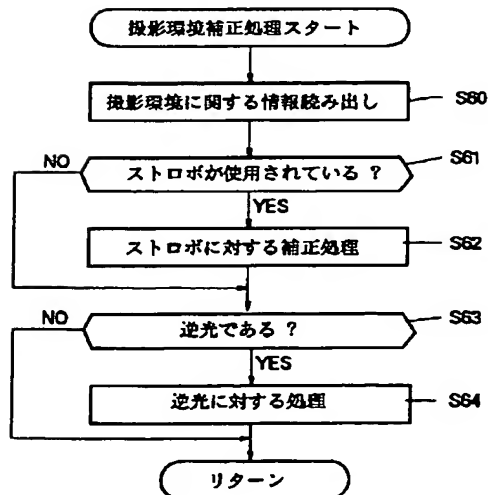 撮影環境補正処理スタート
撮影環境に関する情報読み出し
S60
ストロボが使用されている ?
S61
NO
YES
ストロボに対する補正処理
S62
逆光である ?
S63
NO
YES
逆光に対する処理
S64
リターン